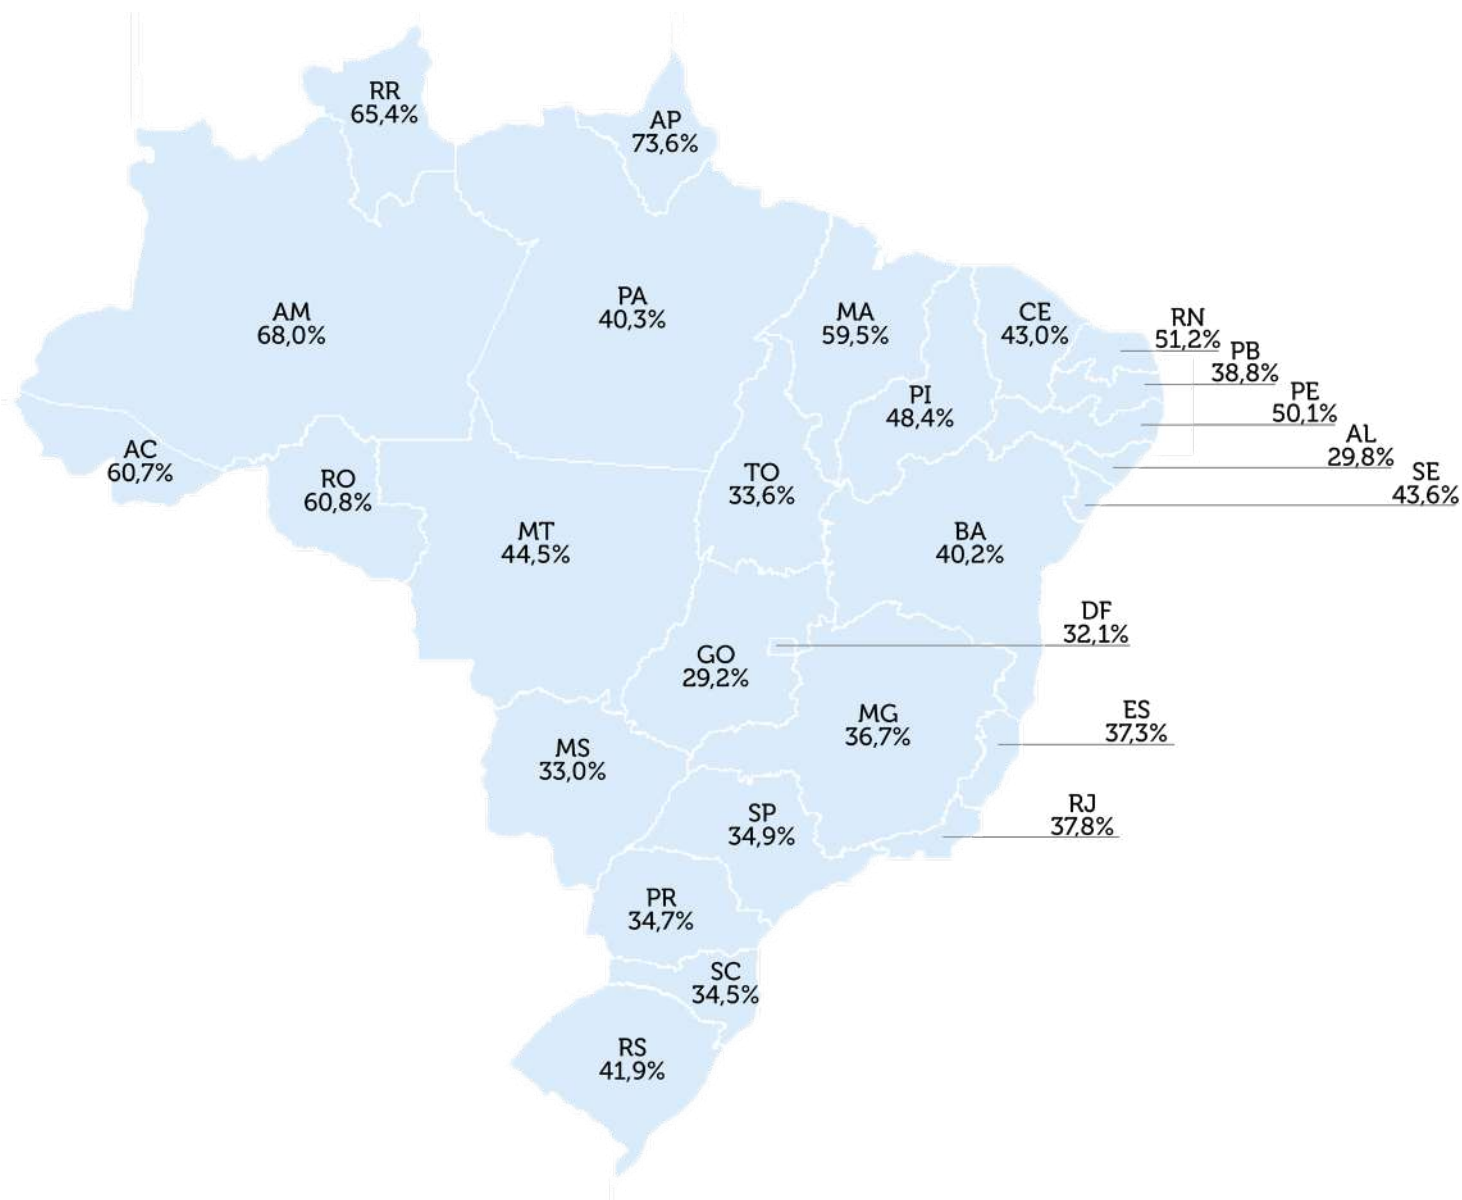 RR
65,4%
AP
73,6%
AM
68,0%
PA
40,3%
MA
59,5%
CE
43,0%
RN
51,2%
PB
38,8%
PI
48,4%
PE
50,1%
AL
29,8%
SE
43,6%
AC
60,7%
RO
60,8%
TO
33,6%
MT
44,5%
BA
40,2%
DF
32,1%
GO
29,2%
MG
36,7%
ES
37,3%
MS
33,0%
SP
34,9%
RJ
37,8%
PR
34,7%
SC
34,5%
RS
41,9%